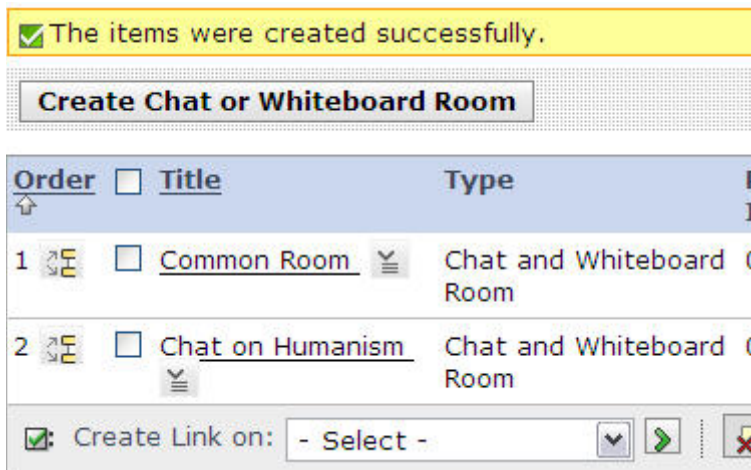 The items were created successfully.
Create Chat or Whiteboard Room
Order Title Type
1 Common Room Chat and Whiteboard
Room
2 Chat on Humanism Chat and Whiteboard
Room
Create Link on: - Select -